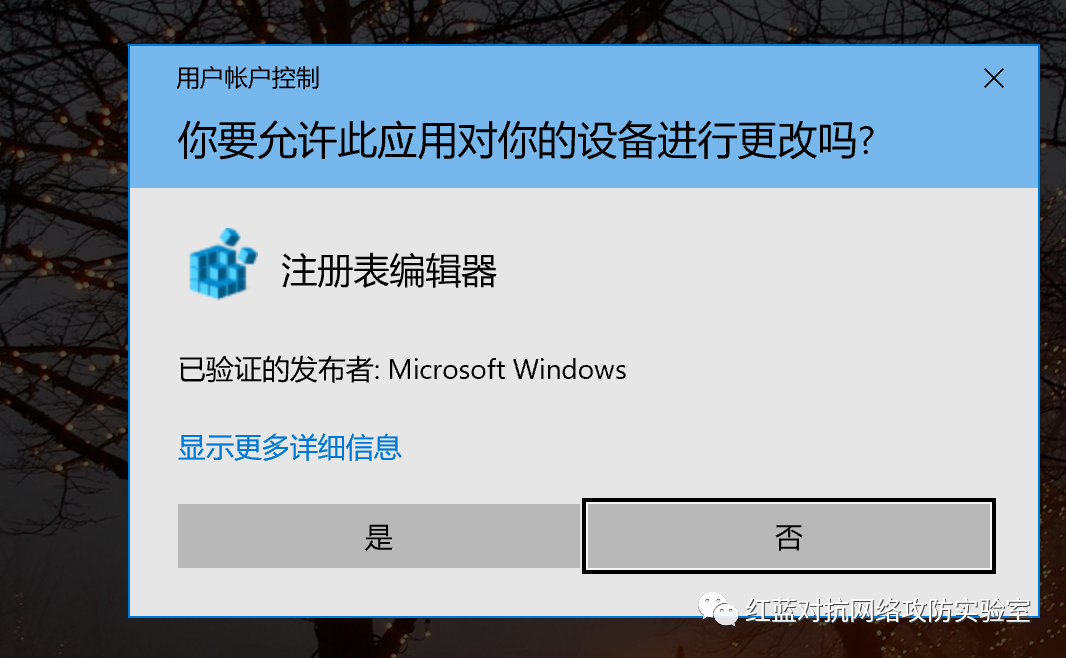 用户帐户控制
你要允许此应用对你的设备进行更改吗?
注册表编辑器
已验证的发布者: Microsoft Windows
显示更多详细信息
是
否
红蓝对抗网络攻防实验室